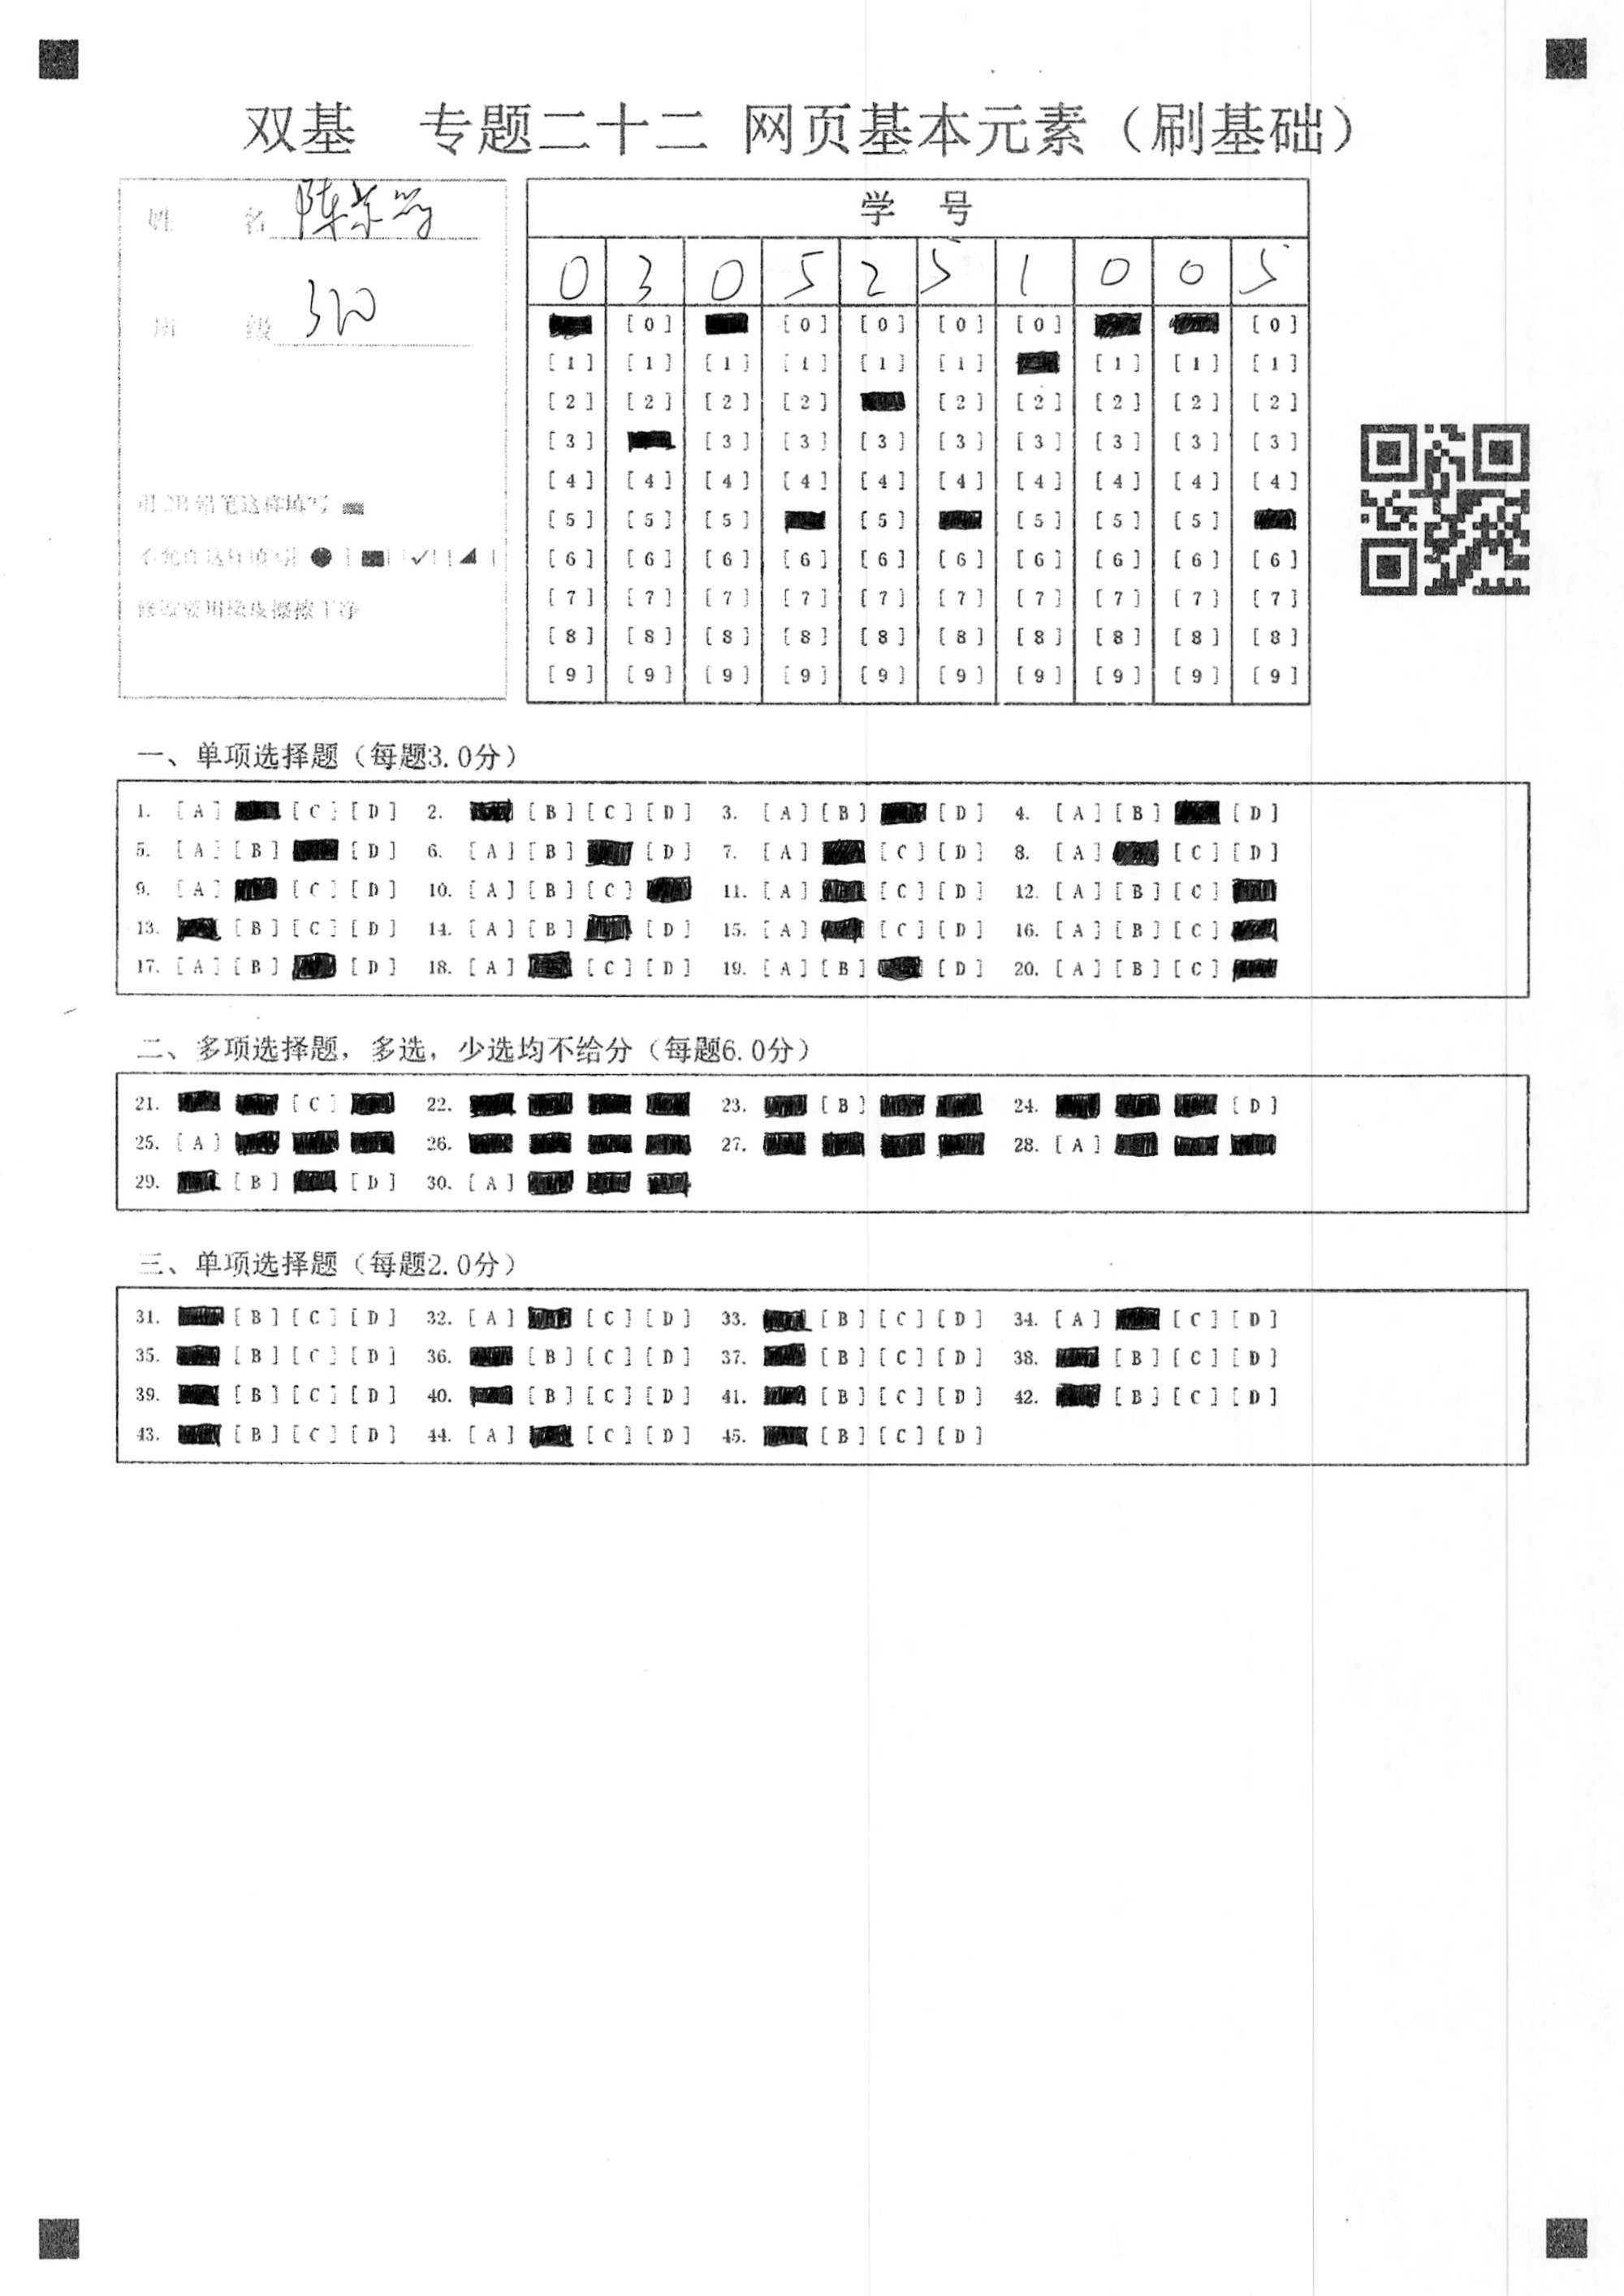 双基 专题二十二 网页基本元素（刷基础）
姓 名
班 级 320
用2B铅笔这样填写
不允许这样填写
修改要用橡皮擦擦干净
学 号
0 3 0 5 2 5 1 0 0 5
[0] [0] [0] [0] [0] [0]
[1] [1] [1] [1] [1] [1] [1] [1] [1]
[2] [2] [2] [2] [2] [2] [2] [2] [2]
[3] [3] [3] [3] [3] [3] [3] [3] [3]
[4] [4] [4] [4] [4] [4] [4] [4] [4] [4]
[5] [5] [5] [5] [5] [5] [5]
[6] [6] [6] [6] [6] [6] [6] [6] [6] [6]
[7] [7] [7] [7] [7] [7] [7] [7] [7] [7]
[8] [8] [8] [8] [8] [8] [8] [8] [8] [8]
[9] [9] [9] [9] [9] [9] [9] [9] [9] [9]
一、单项选择题（每题3.0分）
1. [A] [C] [D] 2. [B] [C] [D] 3. [A] [B] [D] 4. [A] [B] [D]
5. [A] [B] [D] 6. [A] [B] [D] 7. [A] [C] [D] 8. [A] [C] [D]
9. [A] [C] [D] 10. [A] [B] [C] 11. [A] [C] [D] 12. [A] [B] [C]
13. [B] [C] [D] 14. [A] [B] [D] 15. [A] [C] [D] 16. [A] [B] [C]
17. [A] [B] [D] 18. [A] [C] [D] 19. [A] [B] [D] 20. [A] [B] [C]
二、多项选择题，多选，少选均不给分（每题6.0分）
21. [C] 22. 23. [B] 24. [D]
25. [A] 26. 27. 28. [A]
29. [B] [D] 30. [A]
三、单项选择题（每题2.0分）
31. [B] [C] [D] 32. [A] [C] [D] 33. [B] [C] [D] 34. [A] [C] [D]
35. [B] [C] [D] 36. [B] [C] [D] 37. [B] [C] [D] 38. [B] [C] [D]
39. [B] [C] [D] 40. [B] [C] [D] 41. [B] [C] [D] 42. [B] [C] [D]
43. [B] [C] [D] 44. [A] [C] [D] 45. [B] [C] [D]